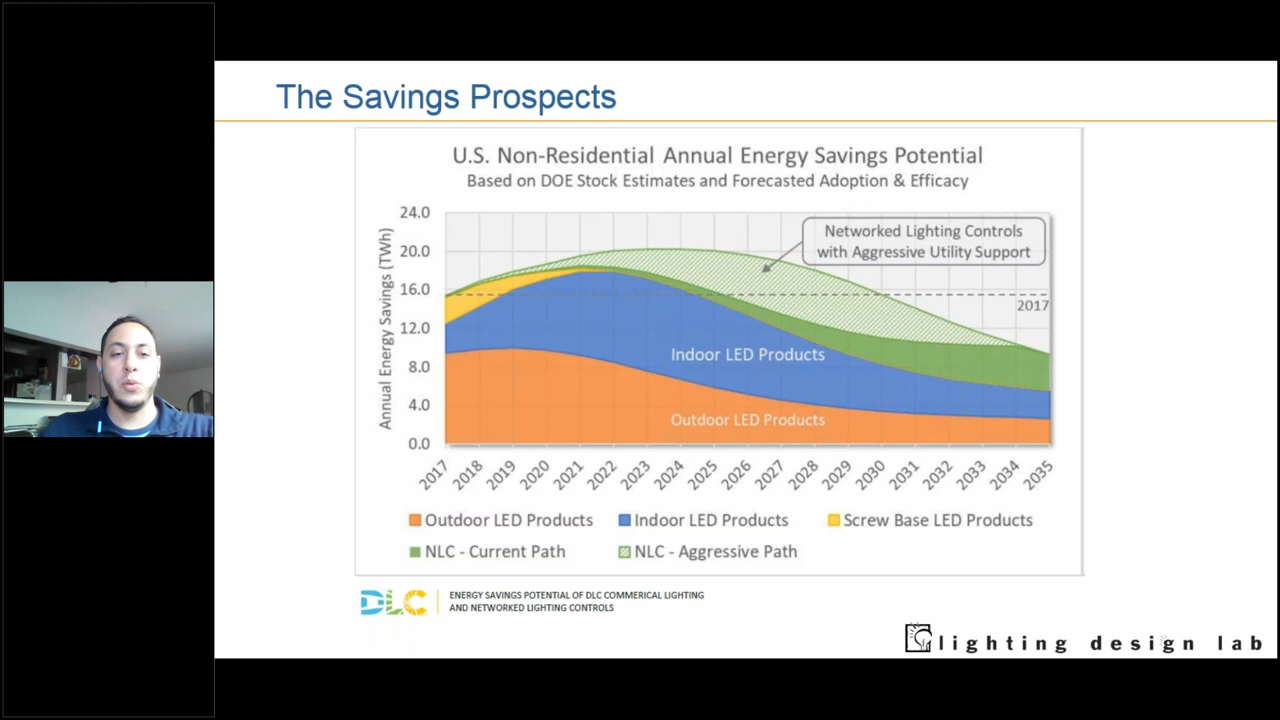 The Savings Prospects
U.S. Non-Residential Annual Energy Savings Potential
Based on DOE Stock Estimates and Forecasted Adoption & Efficacy
Annual Energy Savings (TWh)
24.0
20.0
16.0
12.0
8.0
4.0
0.0
Networked Lighting Controls
with Aggressive Utility Support
2017
Indoor LED Products
Outdoor LED Products
2017 2018 2019 2020 2021 2022 2023 2024 2025 2026 2027 2028 2029 2030 2031 2032 2033 2034 2035
Outdoor LED Products Indoor LED Products Screw Base LED Products
NLC - Current Path NLC - Aggressive Path
DLC
ENERGY SAVINGS POTENTIAL OF DLC COMMERICAL LIGHTING
AND NETWORKED LIGHTING CONTROLS
lighting design lab